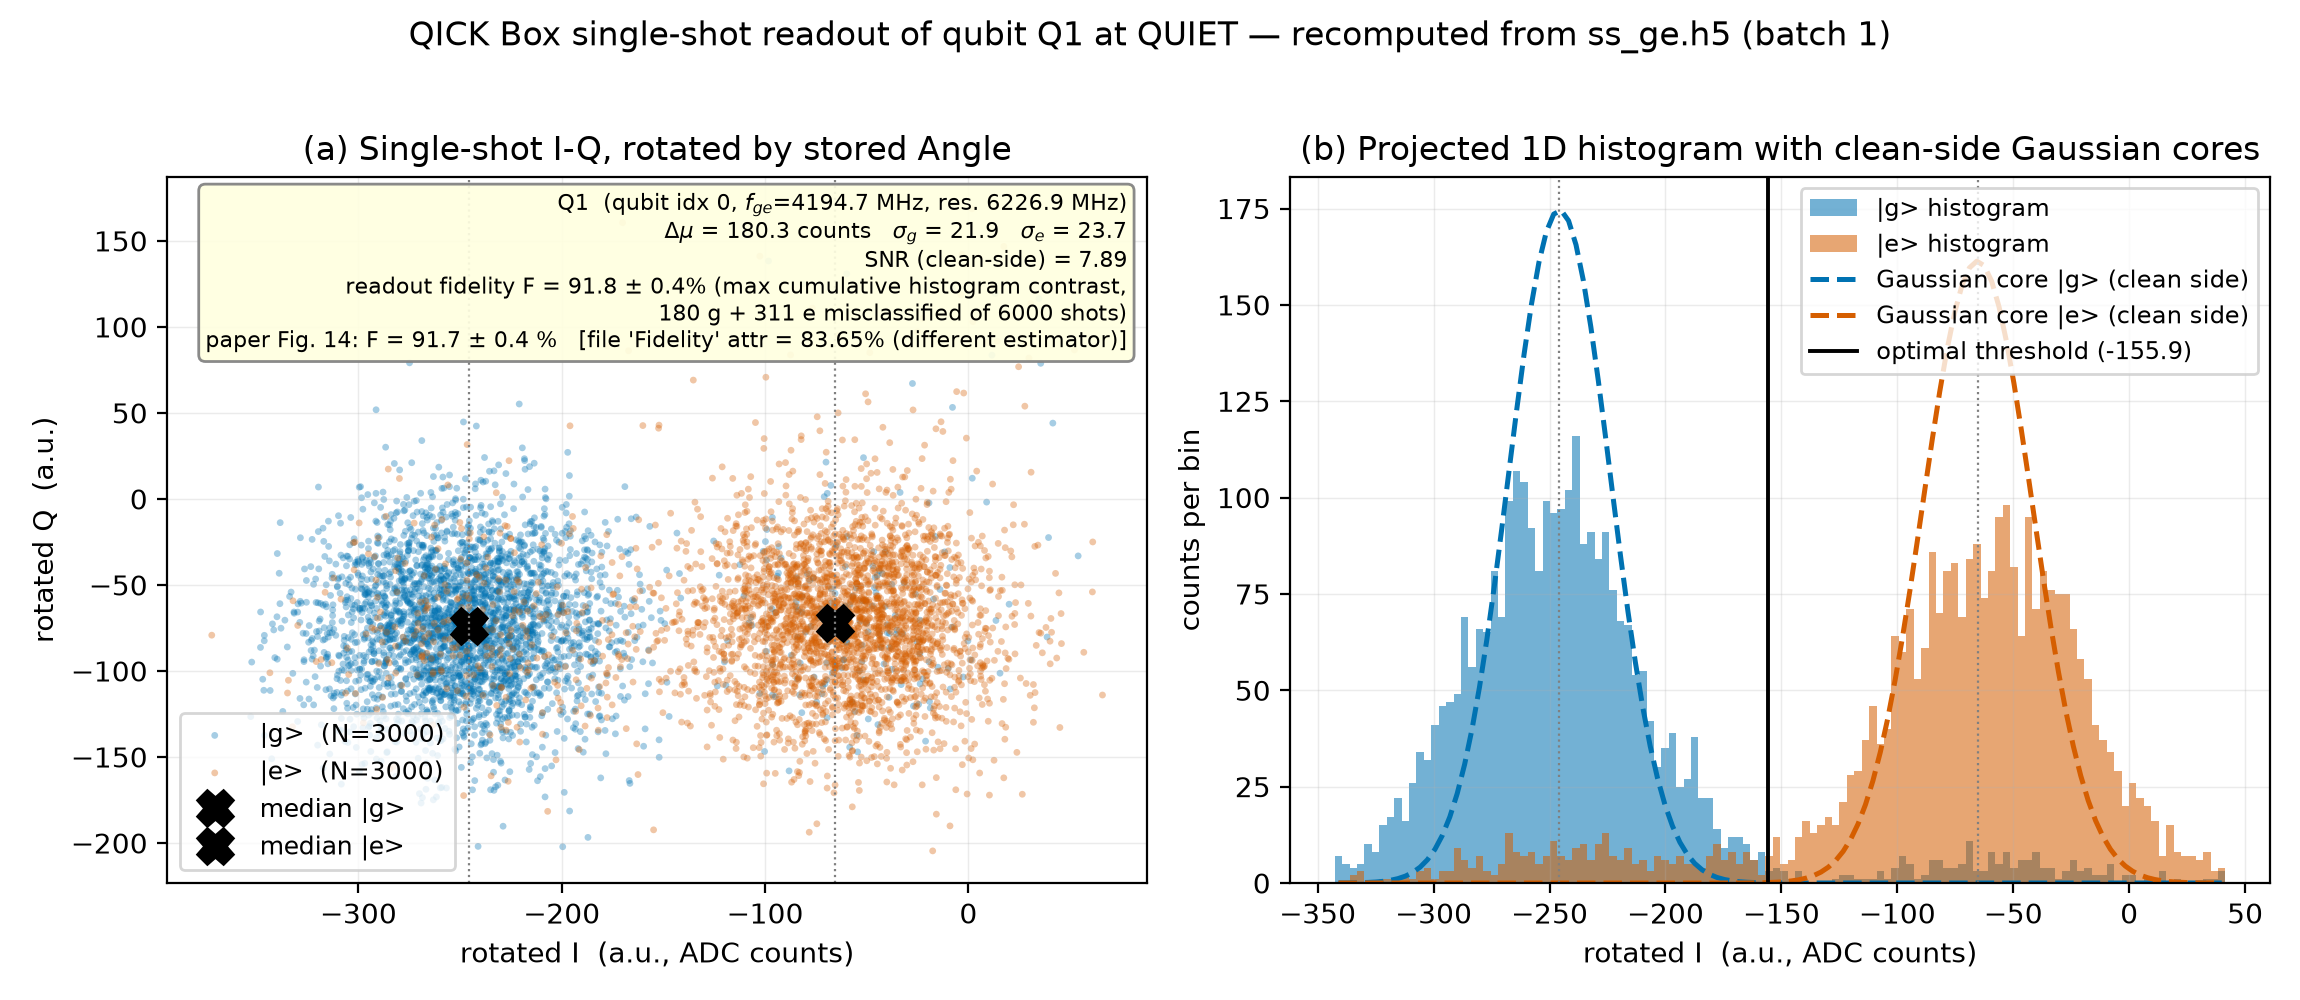 QICK Box single-shot readout of qubit Q1 at QUIET — recomputed from ss_ge.h5 (batch 1)
(a) Single-shot I-Q, rotated by stored Angle
Q1 (qubit idx 0, f_ge=4194.7 MHz, res. 6226.9 MHz)
Δμ = 180.3 counts σ_g = 21.9 σ_e = 23.7
SNR (clean-side) = 7.89
readout fidelity F = 91.8 ± 0.4% (max cumulative histogram contrast,
180 g + 311 e misclassified of 6000 shots)
paper Fig. 14: F = 91.7 ± 0.4 % [file 'Fidelity' attr = 83.65% (different estimator)]
rotated Q (a.u.)
150
100
50
0
−50
−100
−150
−200
|g> (N=3000)
|e> (N=3000)
median |g>
median |e>
−300
−200
−100
0
rotated I (a.u., ADC counts)
(b) Projected 1D histogram with clean-side Gaussian cores
counts per bin
175
150
125
100
75
50
25
0
|g> histogram
|e> histogram
Gaussian core |g> (clean side)
Gaussian core |e> (clean side)
optimal threshold (-155.9)
−350
−300
−250
−200
−150
−100
−50
0
50
rotated I (a.u., ADC counts)